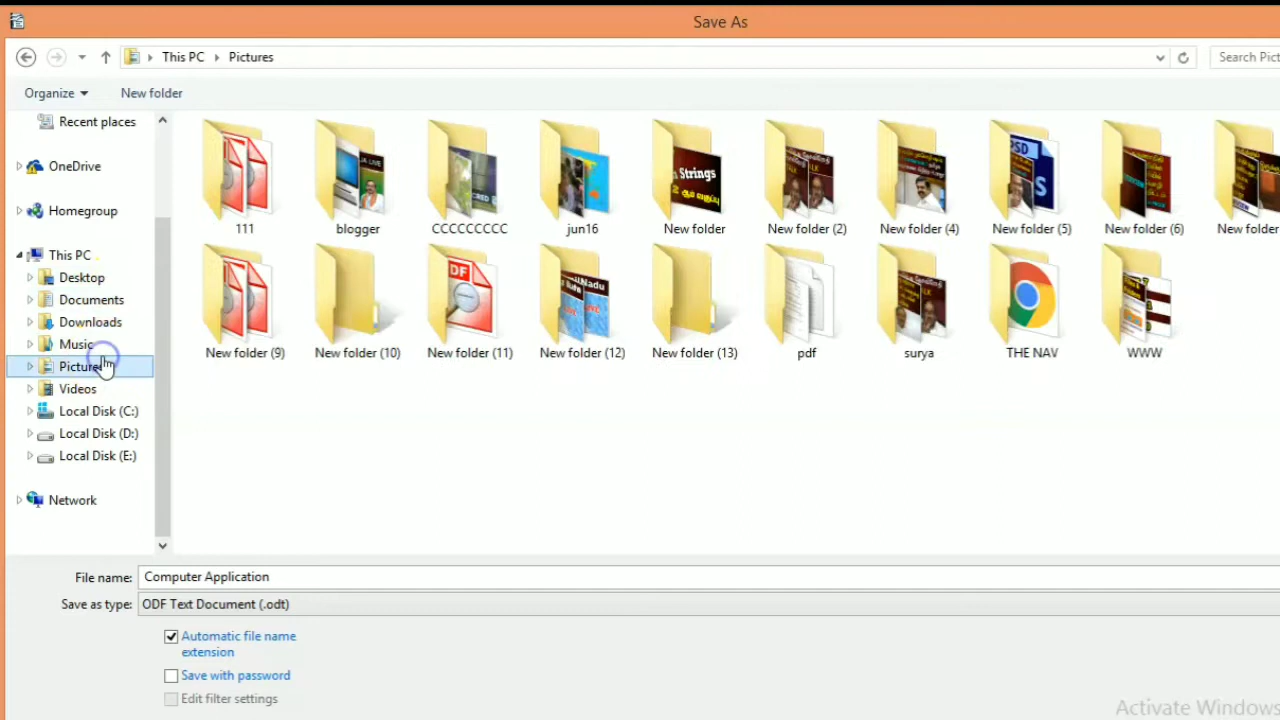 Save As
This PC Pictures
Search Pict
Organize New folder
Recent places
OneDrive
Homegroup
This PC
Desktop
Documents
Downloads
Music
Pictures
Videos
Local Disk (C:)
Local Disk (D:)
Local Disk (E:)
Network
111 blogger CCCCCCCCC jun16 New folder New folder (2) New folder (4) New folder (5) New folder (6) New folder
New folder (9) New folder (10) New folder (11) New folder (12) New folder (13) pdf surya THE NAV WWW
File name: Computer Application
Save as type: ODF Text Document (.odt)
Automatic file name
extension
Save with password
Edit filter settings
Activate Windows